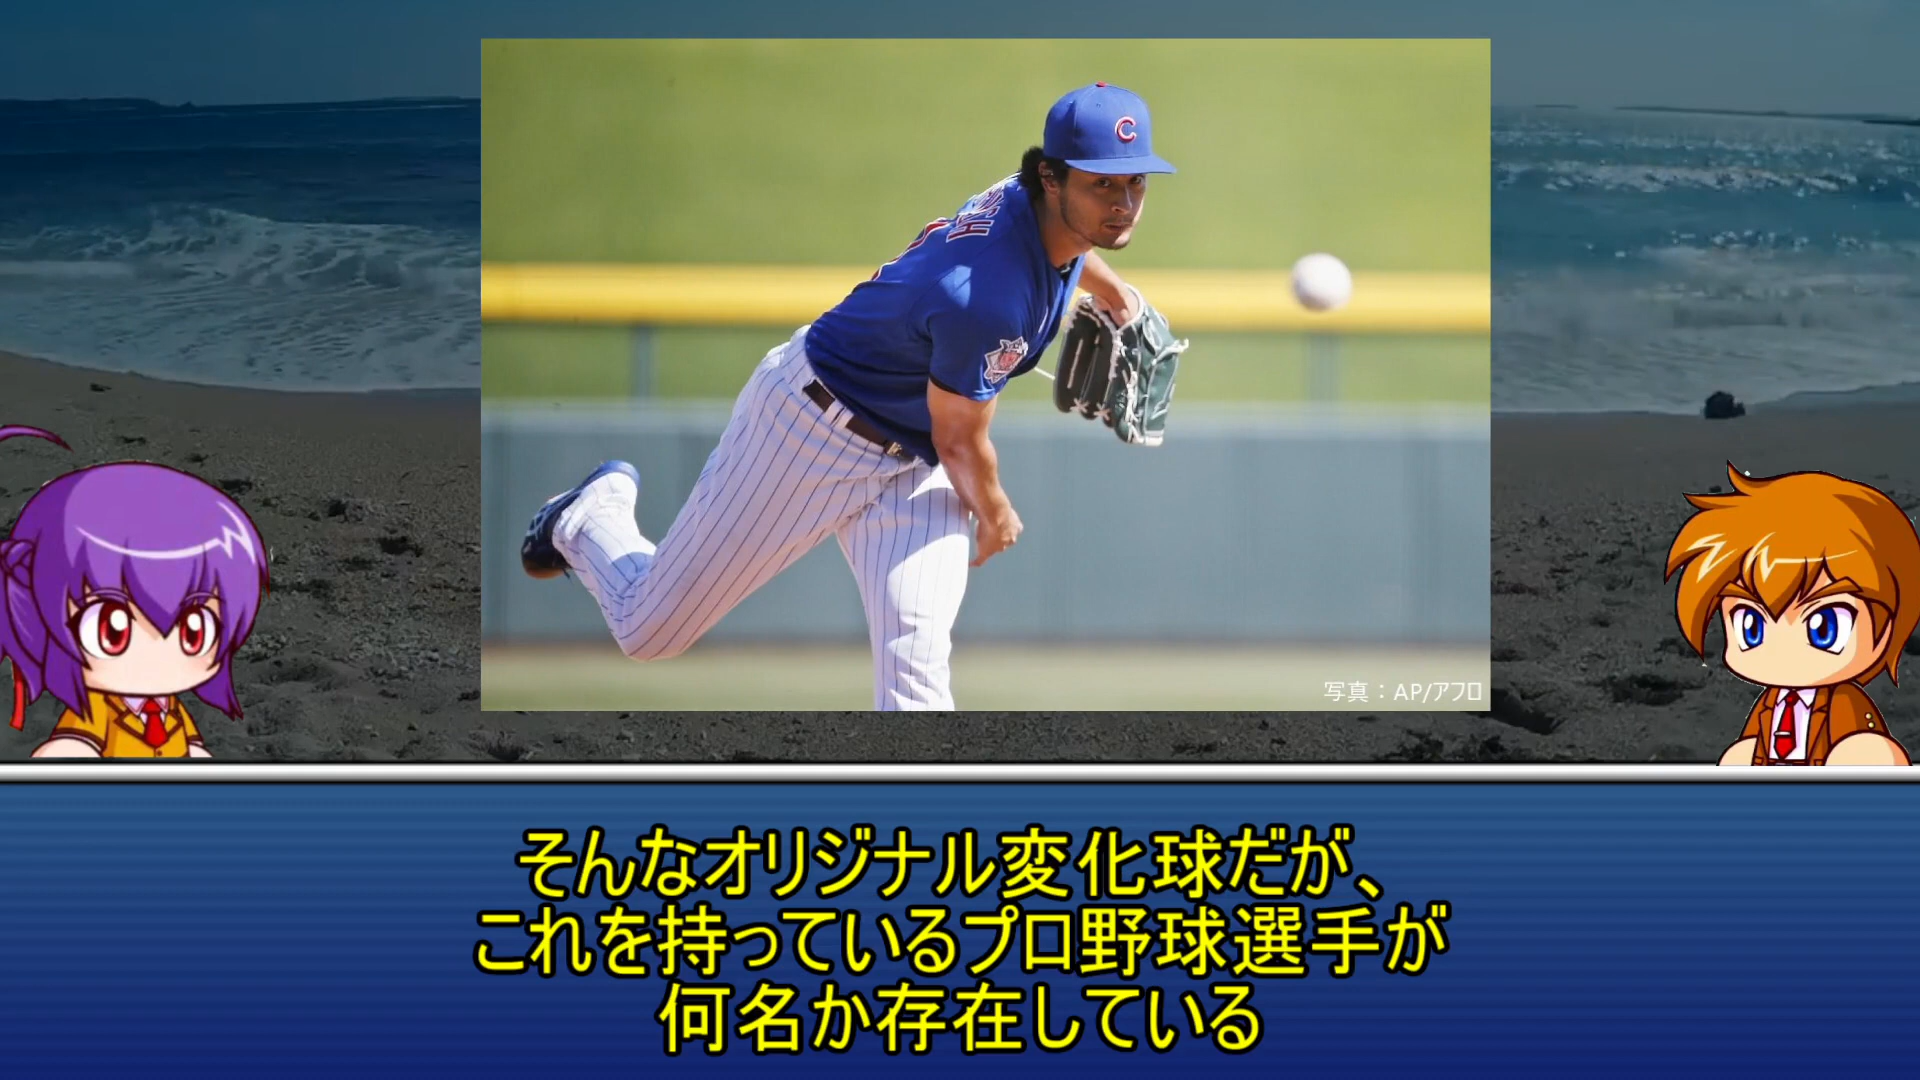 C
写真：AP/アフロ
そんなオリジナル変化球だが、
これを持っているプロ野球選手が
何名か存在している